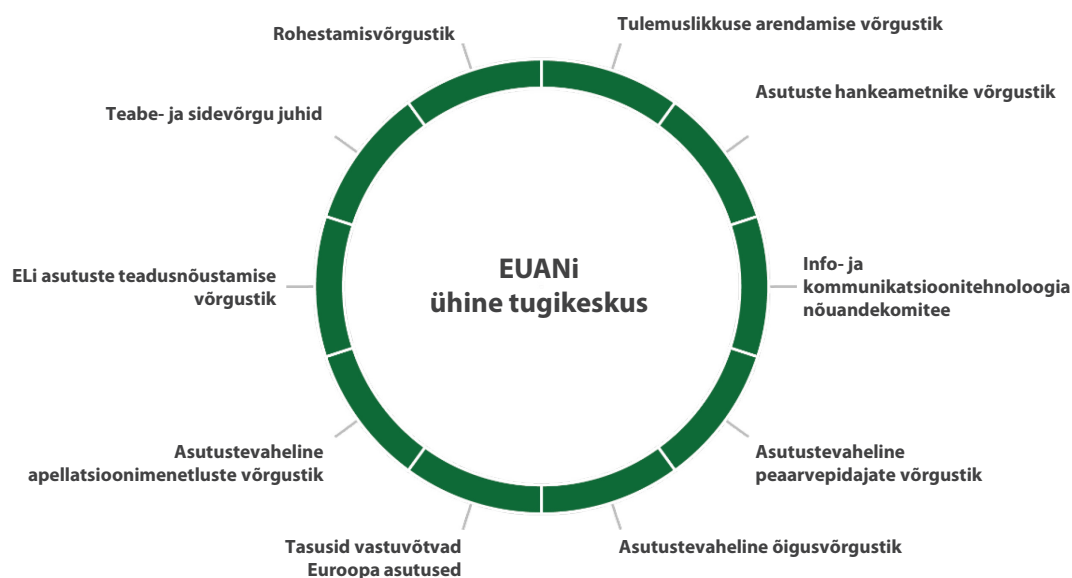 Rohestamisvõrgustik
Tulemuslikkuse arendamise võrgustik
Asutuste hankeametnike võrgustik
Teabe- ja sidevõrgu juhid
ELi asutuste teadusnõustamise
võrgustik
EUANi
ühine tugikeskus
Info- ja
kommunikatsioonitehnoloogia
nõuandekomitee
Asutustevaheline
apellatsioonimenetluste võrgustik
Asutustevaheline
peaarvepidajate võrgustik
Tasusid vastuvõtvad
Euroopa asutused
Asutustevaheline õigusvõrgustik